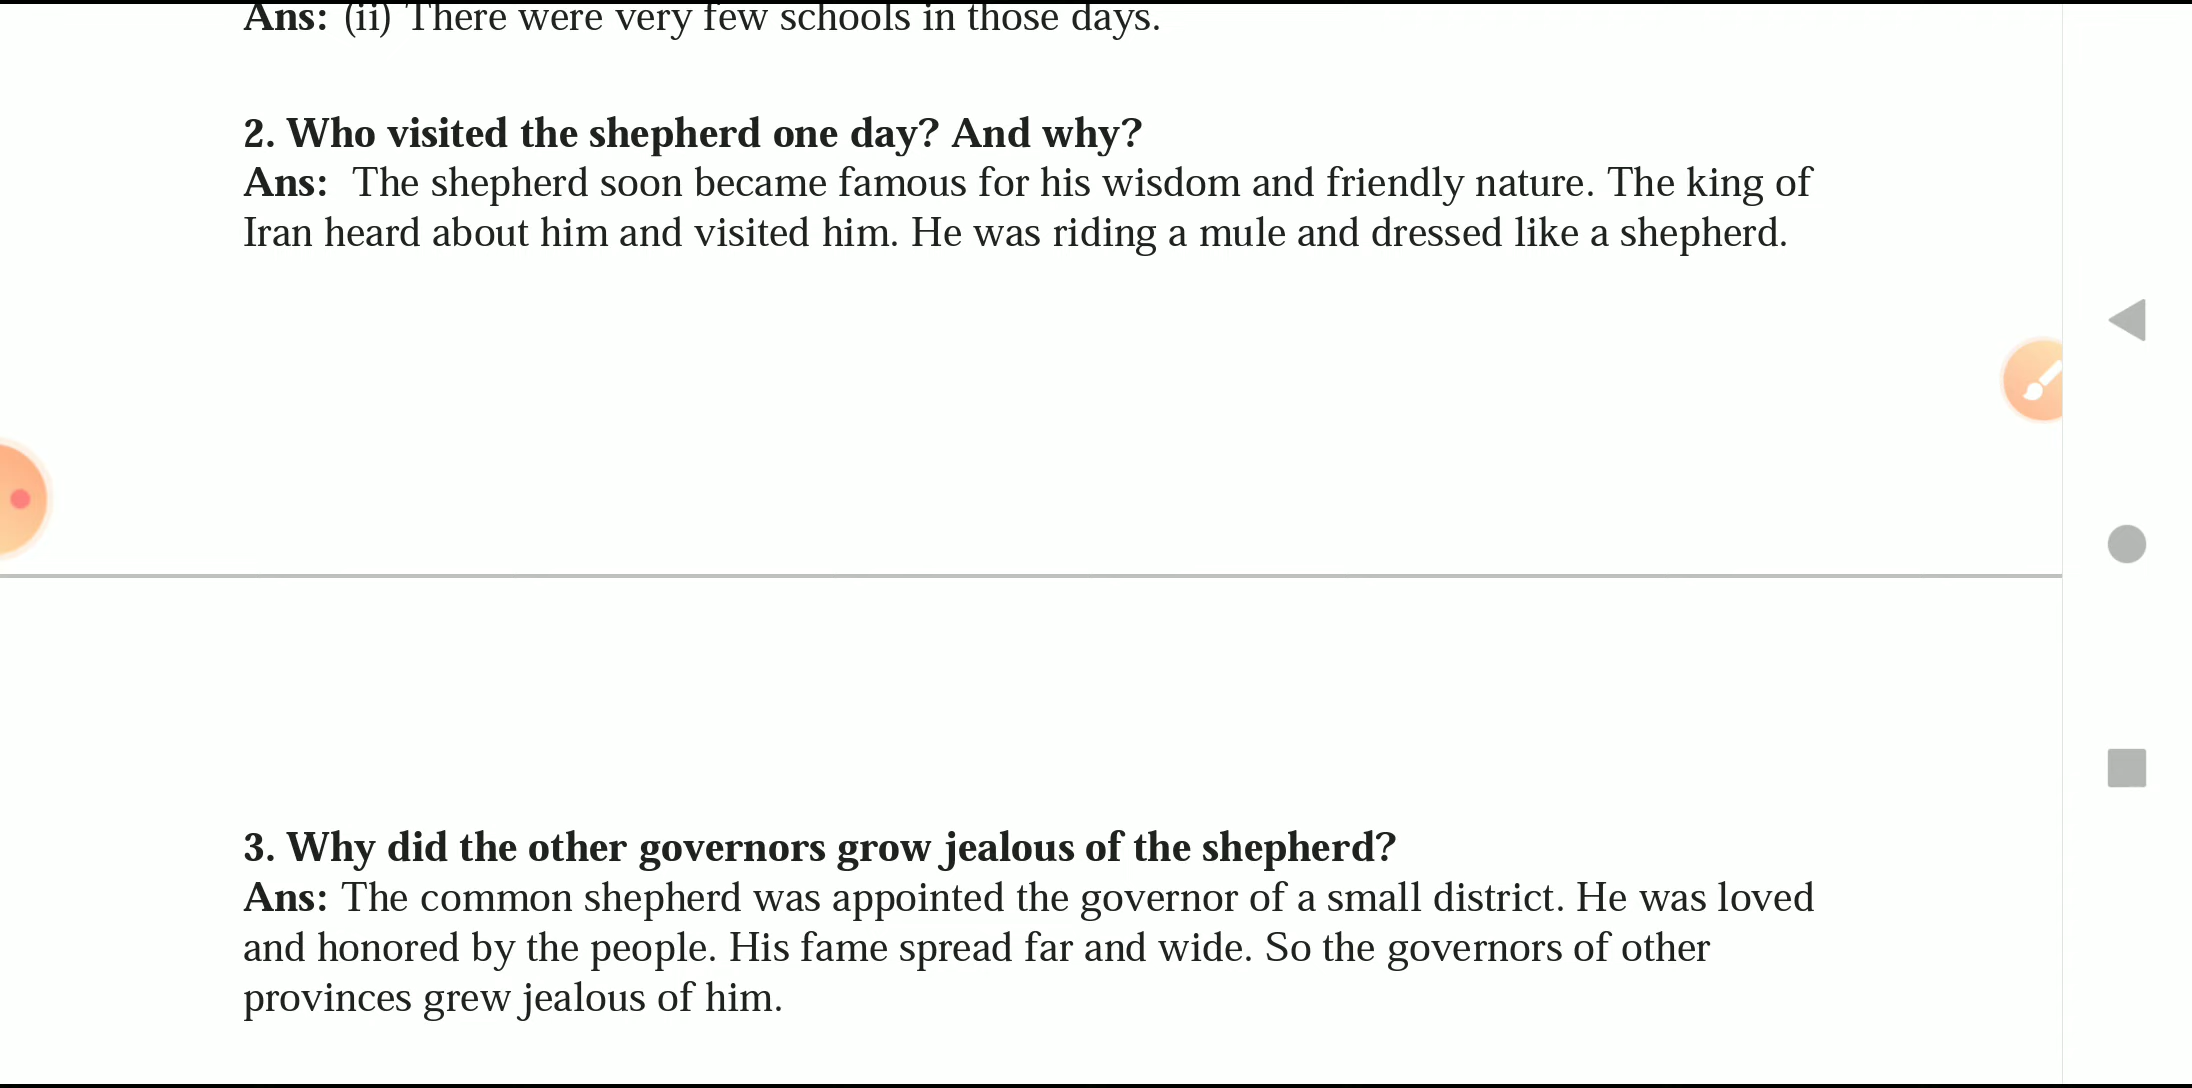 Ans: (ii) There were very few schools in those days.
2. Who visited the shepherd one day? And why?
Ans: The shepherd soon became famous for his wisdom and friendly nature. The king of
Iran heard about him and visited him. He was riding a mule and dressed like a shepherd.
3. Why did the other governors grow jealous of the shepherd?
Ans: The common shepherd was appointed the governor of a small district. He was loved
and honored by the people. His fame spread far and wide. So the governors of other
provinces grew jealous of him.